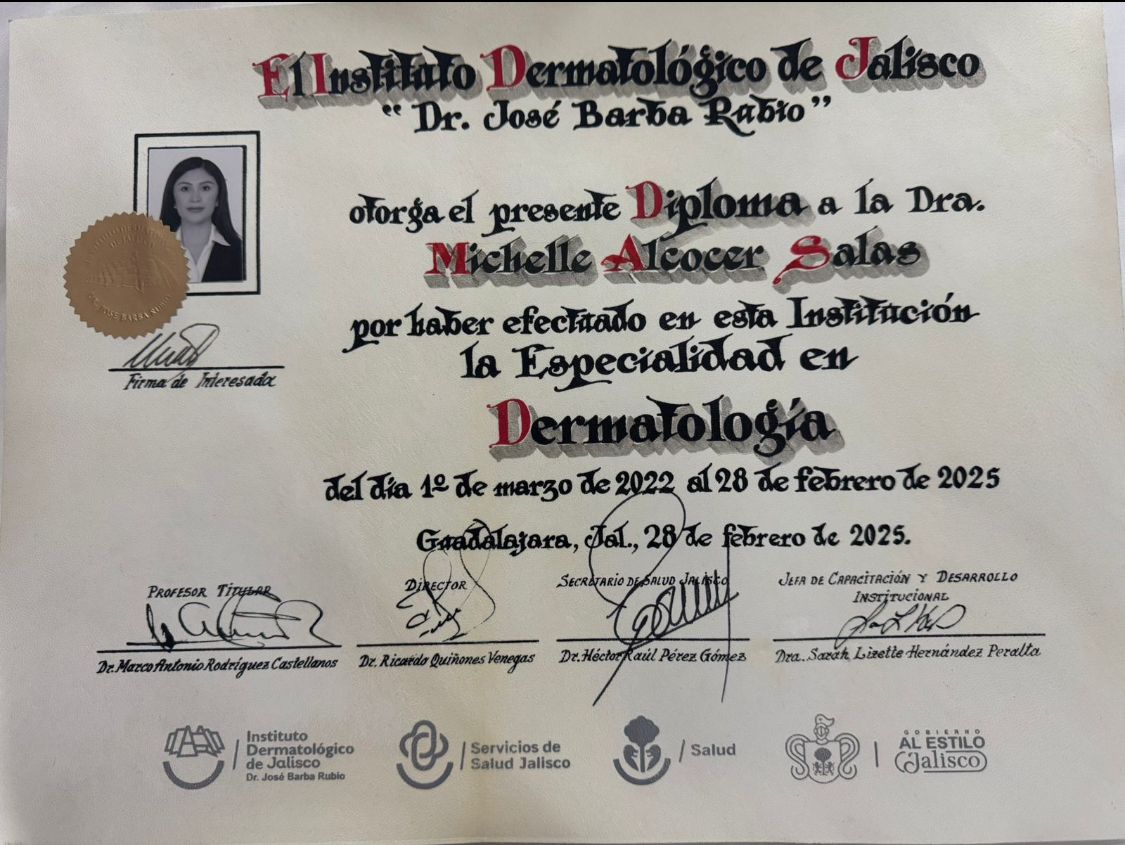 El Instituto Dermatológico de Jalisco
“Dr. José Barba Rubio”
otorga el presente Diploma a la Dra.
Michelle Alcocer Salas
por haber efectuado en esta Institución
la Especialidad en
Dermatología
del día 1º de marzo de 2022 al 28 de febrero de 2025
Guadalajara, Jal., 28 de febrero de 2025.
Firma de Interesada
PROFESOR TITULAR
Dr. Marco Antonio Rodríguez Castellanos
DIRECTOR
Dr. Ricardo Quiñones Venegas
SECRETARIO DE SALUD JALISCO
Dr. Héctor Raúl Pérez Gómez
JEFA DE CAPACITACIÓN Y DESARROLLO
INSTITUCIONAL
Dra. Sarah Lizette Hernández Peralta
Instituto
Dermatológico
de Jalisco
Dr. José Barba Rubio
Servicios de
Salud Jalisco
Salud
GOBIERNO
AL ESTILO
Jalisco